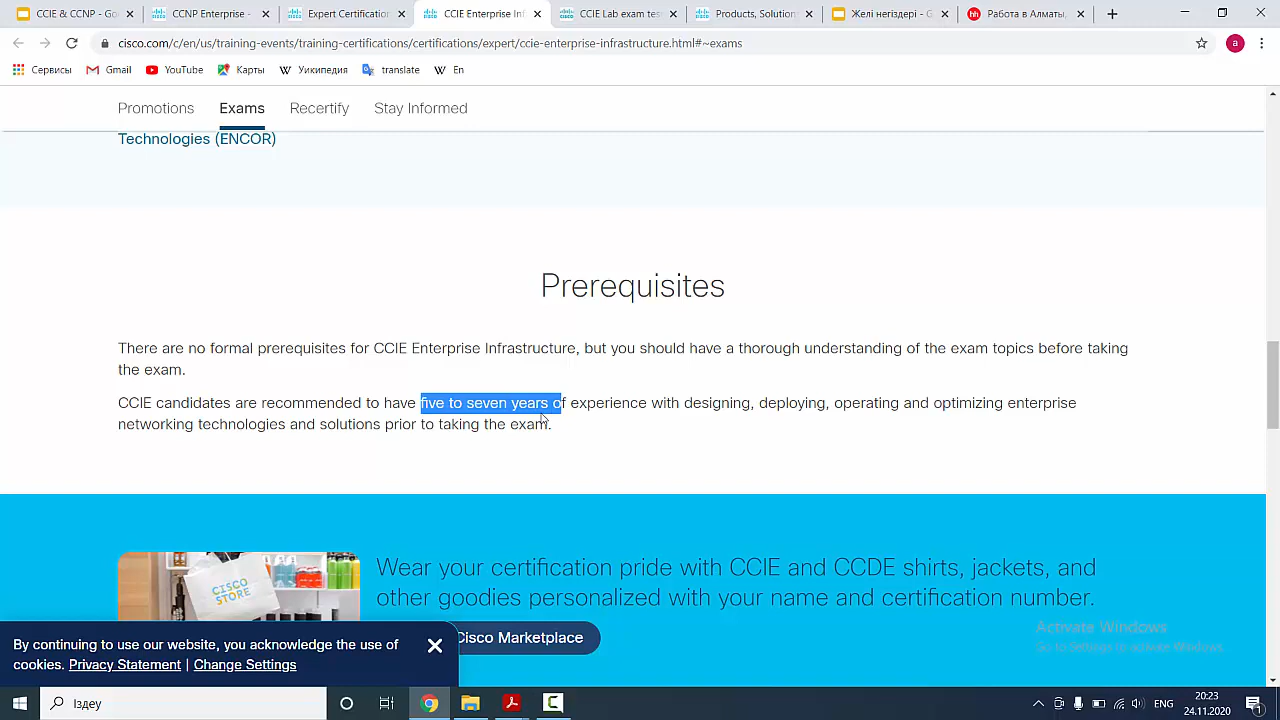 CCIE & CCNP - Go
CCNP Enterprise -
Expert Certification
CCIE Enterprise Inf
CCIE Lab exam tes
Products, Solution
Желі негіздері - G
Работа в Алматы,
cisco.com/c/en/us/training-events/training-certifications/certifications/expert/ccie-enterprise-infrastructure.html#~exams
a
Сервисы
Gmail
YouTube
Карты
Уикипедия
translate
En
Promotions
Exams
Recertify
Stay Informed
Technologies (ENCOR)
Prerequisites
There are no formal prerequisites for CCIE Enterprise Infrastructure, but you should have a thorough understanding of the exam topics before taking
the exam.
CCIE candidates are recommended to have five to seven years of experience with designing, deploying, operating and optimizing enterprise
networking technologies and solutions prior to taking the exam.
CISCO
STORE
Wear your certification pride with CCIE and CCDE shirts, jackets, and
other goodies personalized with your name and certification number.
Cisco Marketplace
By continuing to use our website, you acknowledge the use of
cookies. Privacy Statement | Change Settings
Activate Windows
Go to Settings to activate Windows.
Іздеу
ENG
20:23
24.11.2020